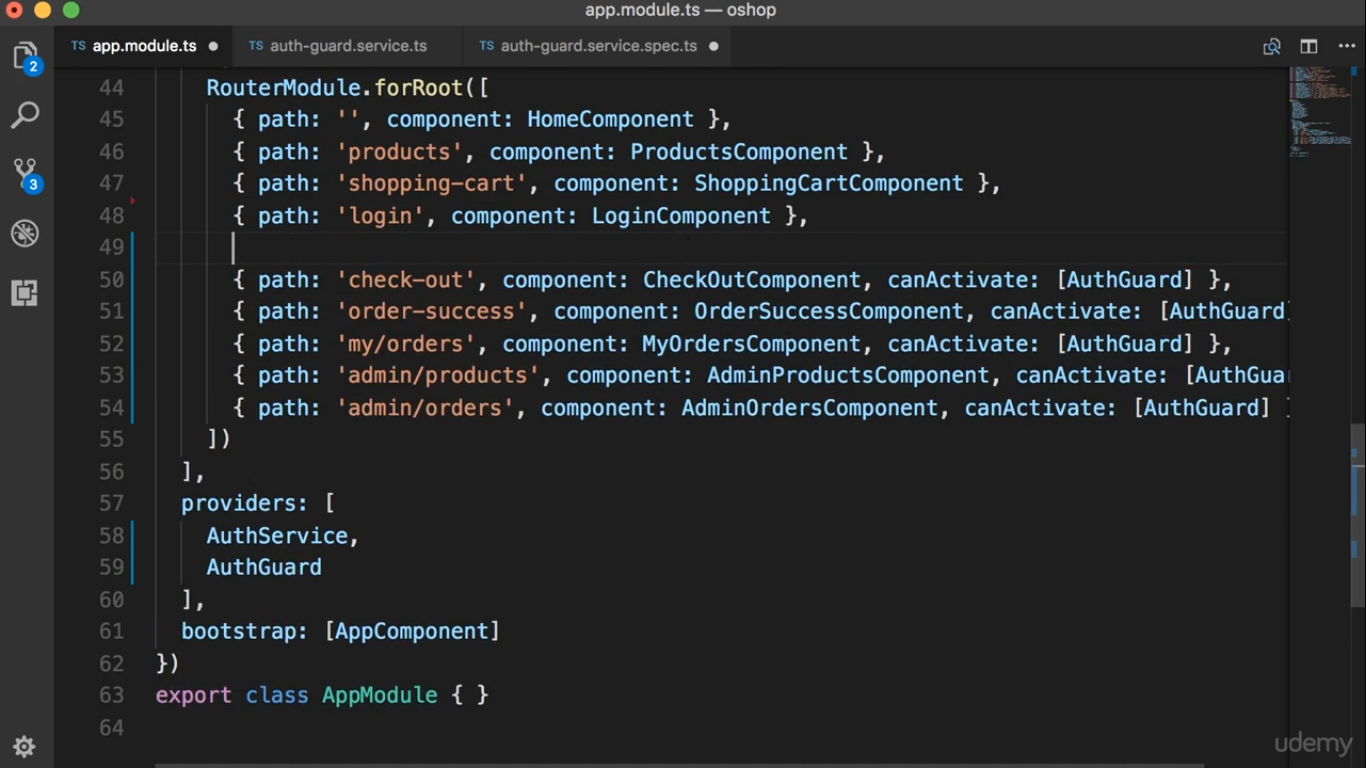 app.module.ts — oshop
TS app.module.ts TS auth-guard.service.ts TS auth-guard.service.spec.ts
2
3
44 RouterModule.forRoot([
45 { path: '', component: HomeComponent },
46 { path: 'products', component: ProductsComponent },
47 { path: 'shopping-cart', component: ShoppingCartComponent },
48 { path: 'login', component: LoginComponent },
49
50 { path: 'check-out', component: CheckOutComponent, canActivate: [AuthGuard] },
51 { path: 'order-success', component: OrderSuccessComponent, canActivate: [AuthGuard]
52 { path: 'my/orders', component: MyOrdersComponent, canActivate: [AuthGuard] },
53 { path: 'admin/products', component: AdminProductsComponent, canActivate: [AuthGua
54 { path: 'admin/orders', component: AdminOrdersComponent, canActivate: [AuthGuard] }
55 ])
56 ],
57 providers: [
58 AuthService,
59 AuthGuard
60 ],
61 bootstrap: [AppComponent]
62 })
63 export class AppModule { }
64
udemy